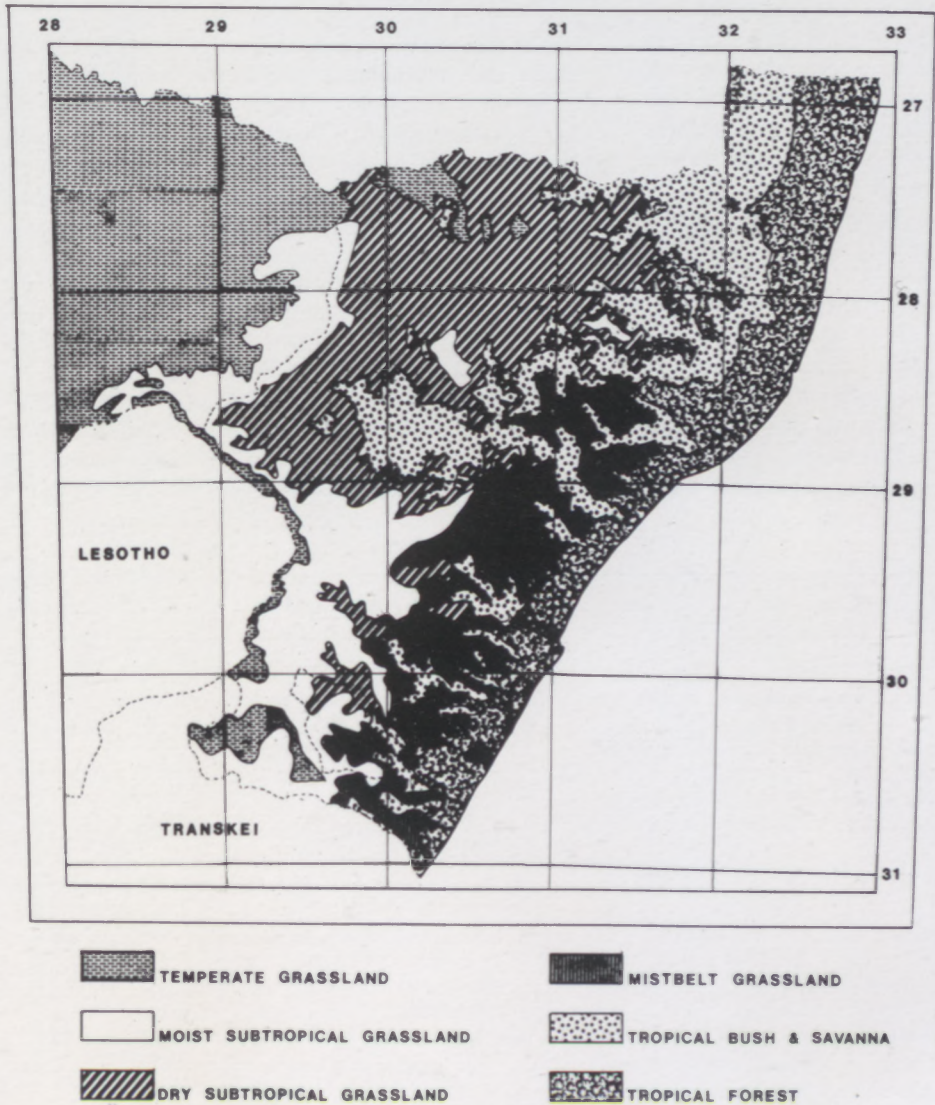 28 29 30 31 32 33
27
28
29
LESOTHO
30
TRANSKEI
31
TEMPERATE GRASSLAND
MISTBELT GRASSLAND
MOIST SUBTROPICAL GRASSLAND
TROPICAL BUSH & SAVANNA
DRY SUBTROPICAL GRASSLAND
TROPICAL FOREST